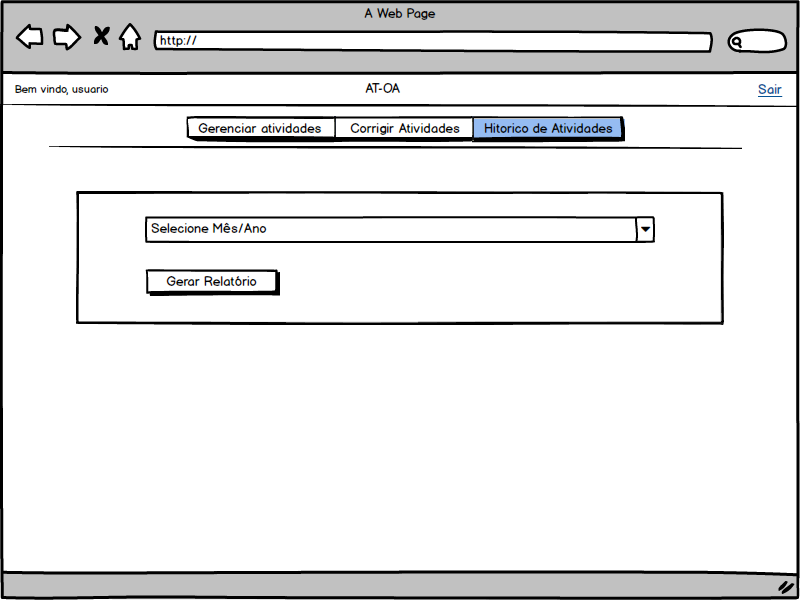 A Web Page
http://
Bem vindo, usuario
AT-OA
Sair
Gerenciar atividades
Corrigir Atividades
Hitorico de Atividades
Selecione Mês/Ano
Gerar Relatório